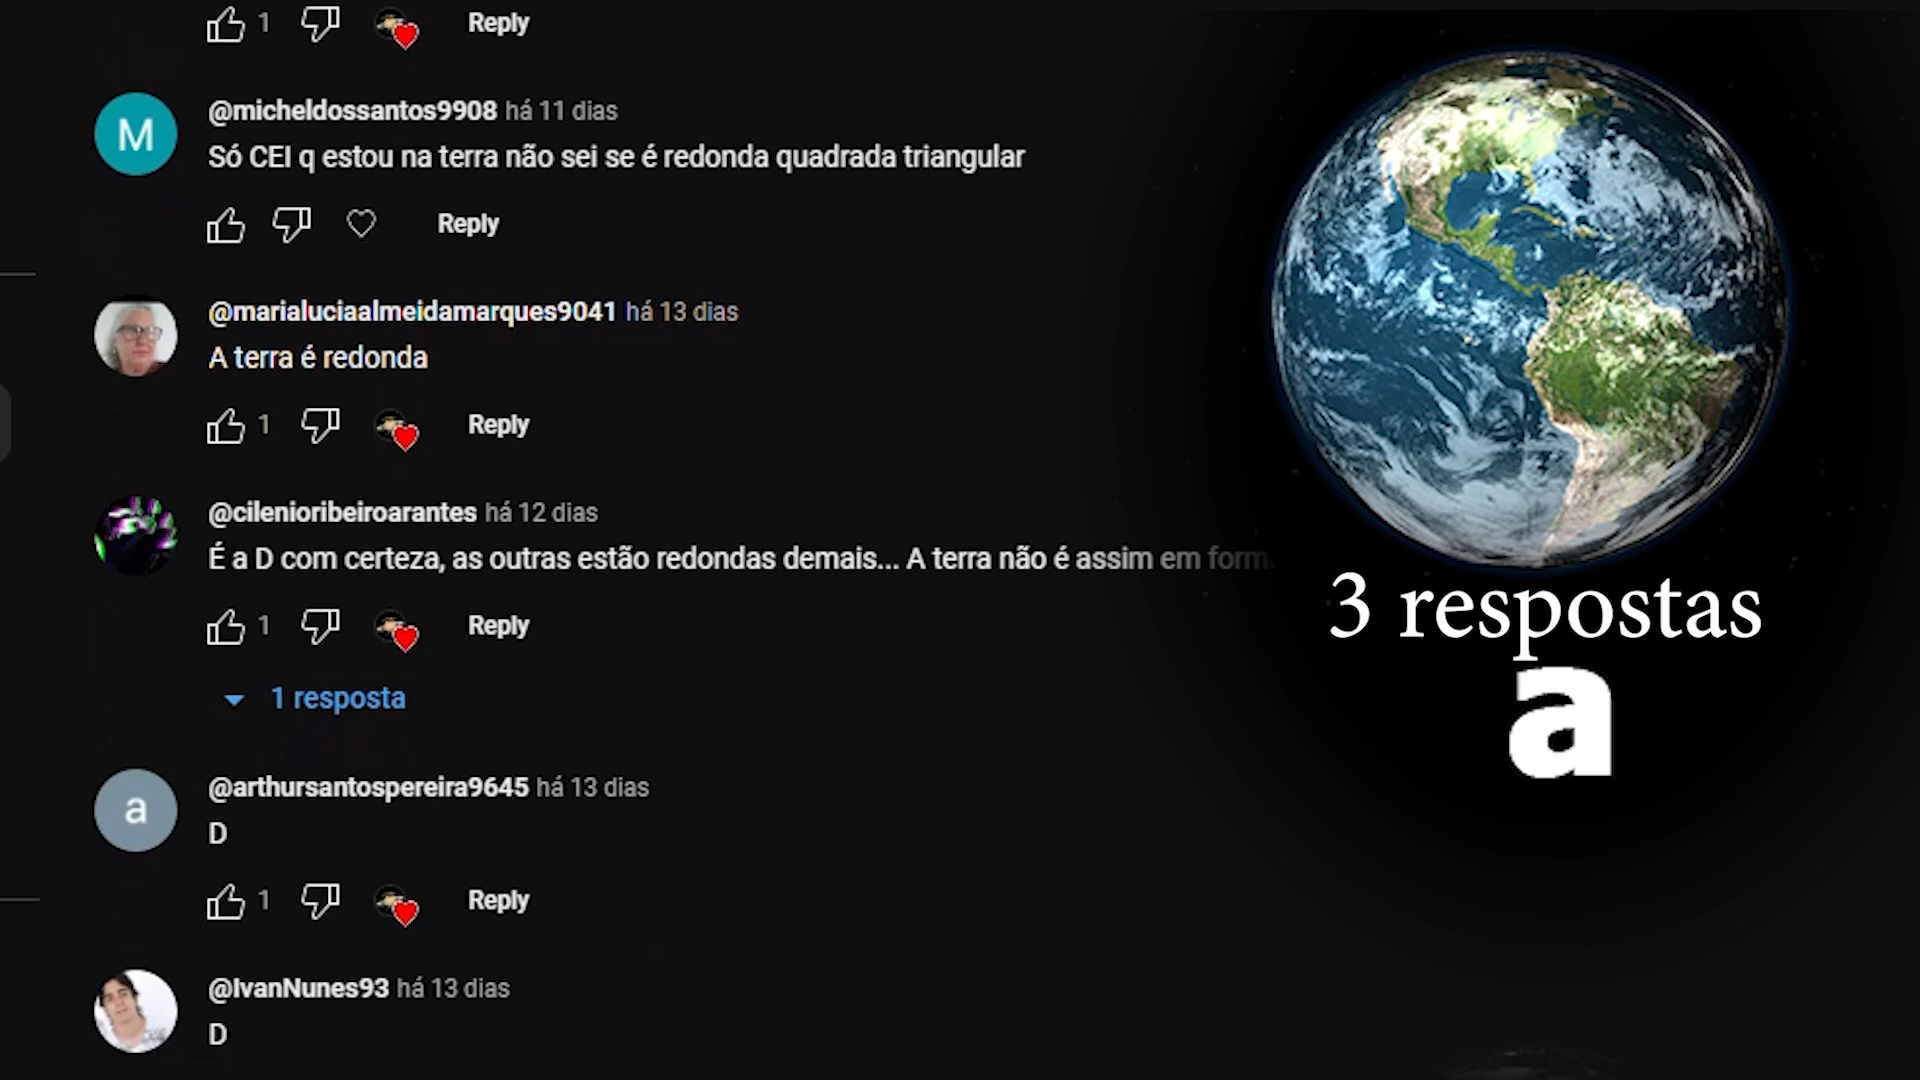 1 Reply
M
@micheldossantos9908 há 11 dias
Só CEI q estou na terra não sei se é redonda quadrada triangular
Reply
@marialuciaalmeidamarques9041 há 13 dias
A terra é redonda
1 Reply
@cilenioribeiroarantes há 12 dias
É a D com certeza, as outras estão redondas demais... A terra não é assim em form
1 Reply
1 resposta
a
@arthursantospereira9645 há 13 dias
D
1 Reply
@IvanNunes93 há 13 dias
D
3 respostas
a